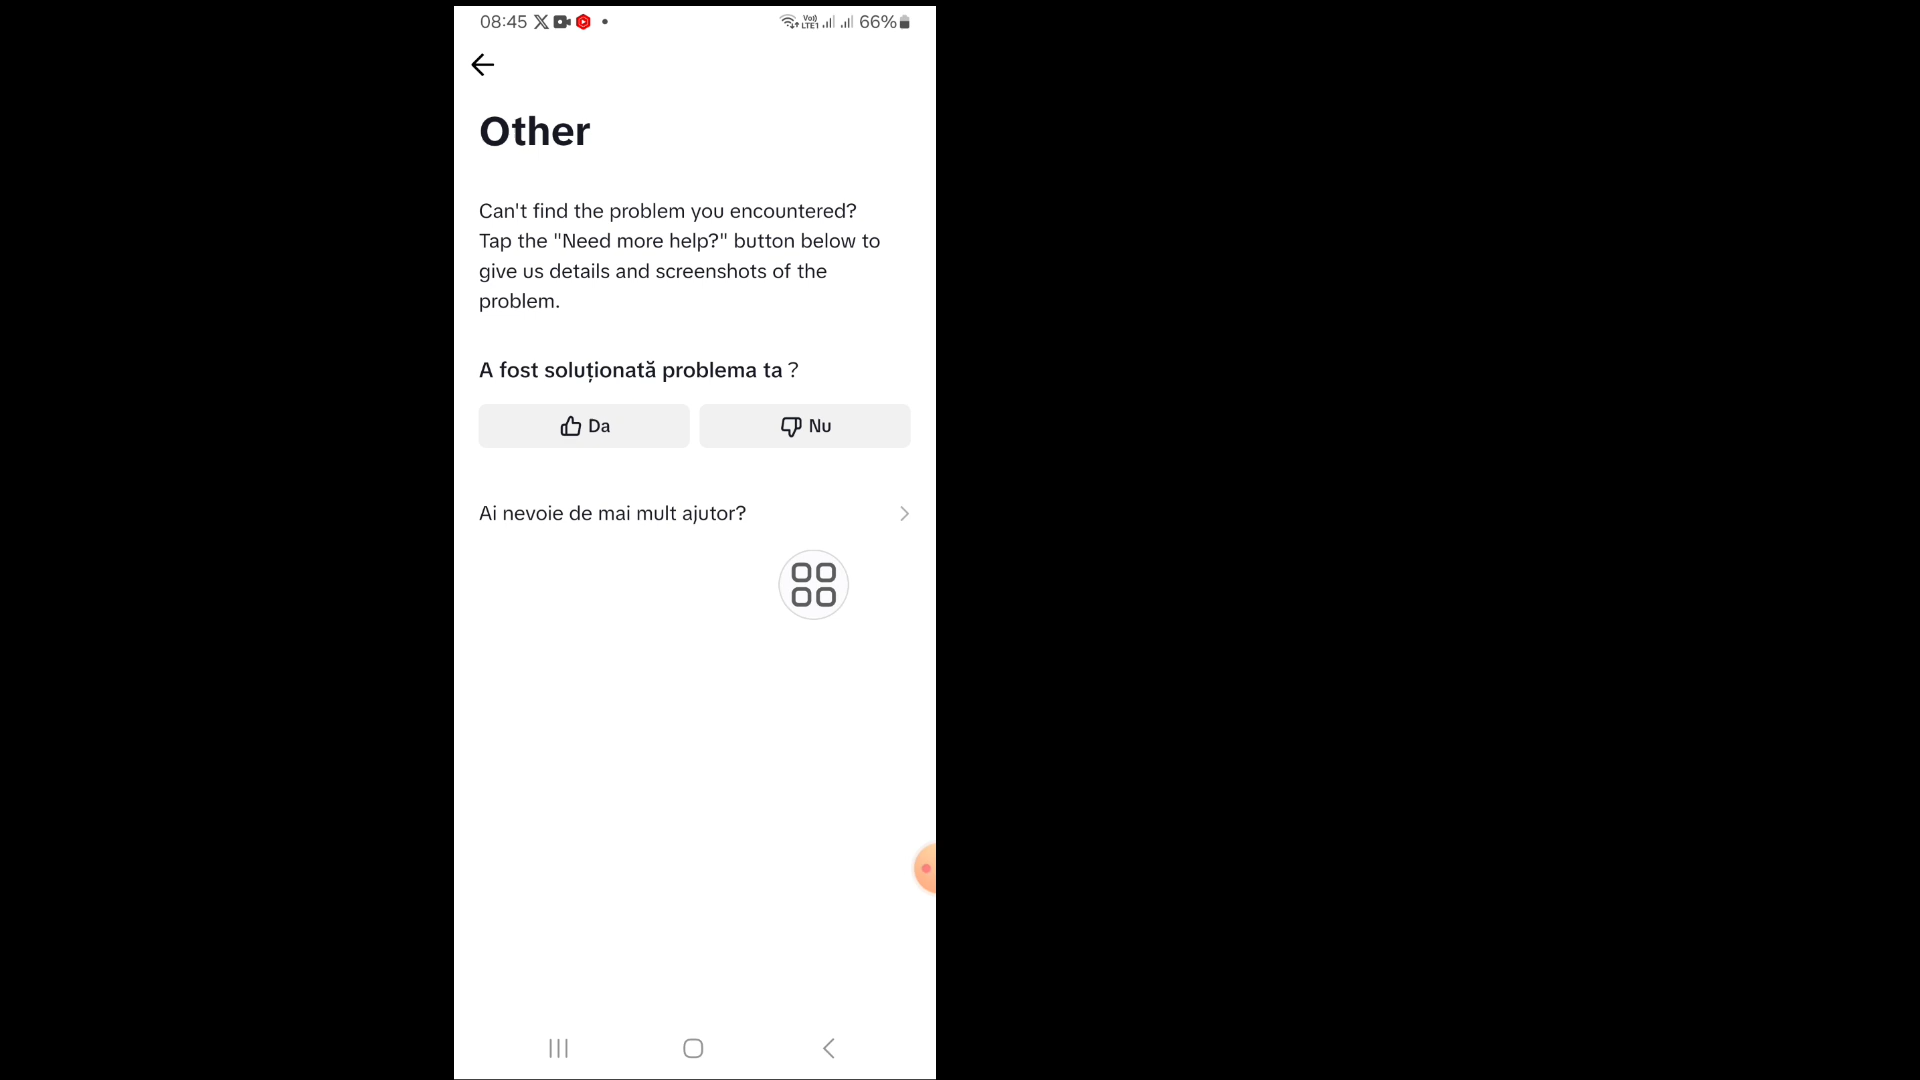 08:45
Vo)) LTE1 66%
Other
Can't find the problem you encountered?
Tap the "Need more help?" button below to
give us details and screenshots of the
problem.
A fost soluționată problema ta ?
Da
Nu
Ai nevoie de mai mult ajutor?